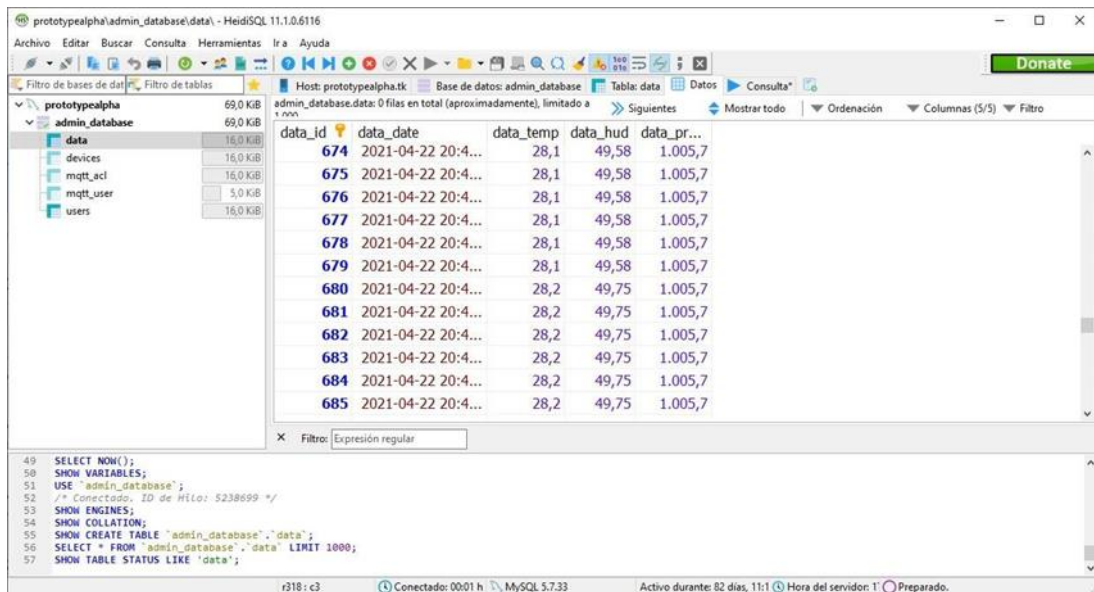 prototypealpha\admin_database\data\ - HeidiSQL 11.1.0.6116
Archivo Editar Buscar Consulta Herramientas Ir a Ayuda
Donate
Filtro de bases de dat Filtro de tablas
Host: prototypealpha.tk Base de datos: admin_database Tabla: data Datos Consulta*
prototypealpha 69,0 KiB
admin_database 69,0 KiB
data 16,0 KiB
devices 16,0 KiB
mqtt_acl 16,0 KiB
mqtt_user 5,0 KiB
users 16,0 KiB
admin_database.data: 0 filas en total (aproximadamente), limitado a
1.000
Siguientes Mostrar todo Ordenación Columnas (5/5) Filtro
data_id data_date data_temp data_hud data_pr...
674 2021-04-22 20:4... 28,1 49,58 1.005,7
675 2021-04-22 20:4... 28,1 49,58 1.005,7
676 2021-04-22 20:4... 28,1 49,58 1.005,7
677 2021-04-22 20:4... 28,1 49,58 1.005,7
678 2021-04-22 20:4... 28,1 49,58 1.005,7
679 2021-04-22 20:4... 28,1 49,58 1.005,7
680 2021-04-22 20:4... 28,2 49,75 1.005,7
681 2021-04-22 20:4... 28,2 49,75 1.005,7
682 2021-04-22 20:4... 28,2 49,75 1.005,7
683 2021-04-22 20:4... 28,2 49,75 1.005,7
684 2021-04-22 20:4... 28,2 49,75 1.005,7
685 2021-04-22 20:4... 28,2 49,75 1.005,7
Filtro: Expresión regular
49 SELECT NOW();
50 SHOW VARIABLES;
51 USE `admin_database`;
52 /* Conectado. ID de Hilo: 5238699 */
53 SHOW ENGINES;
54 SHOW COLLATION;
55 SHOW CREATE TABLE `admin_database`.`data`;
56 SELECT * FROM `admin_database`.`data` LIMIT 1000;
57 SHOW TABLE STATUS LIKE 'data';
r318 : c3 Conectado: 00:01 h MySQL 5.7.33 Activo durante: 82 días, 11:1 Hora del servidor: 1 Preparado.